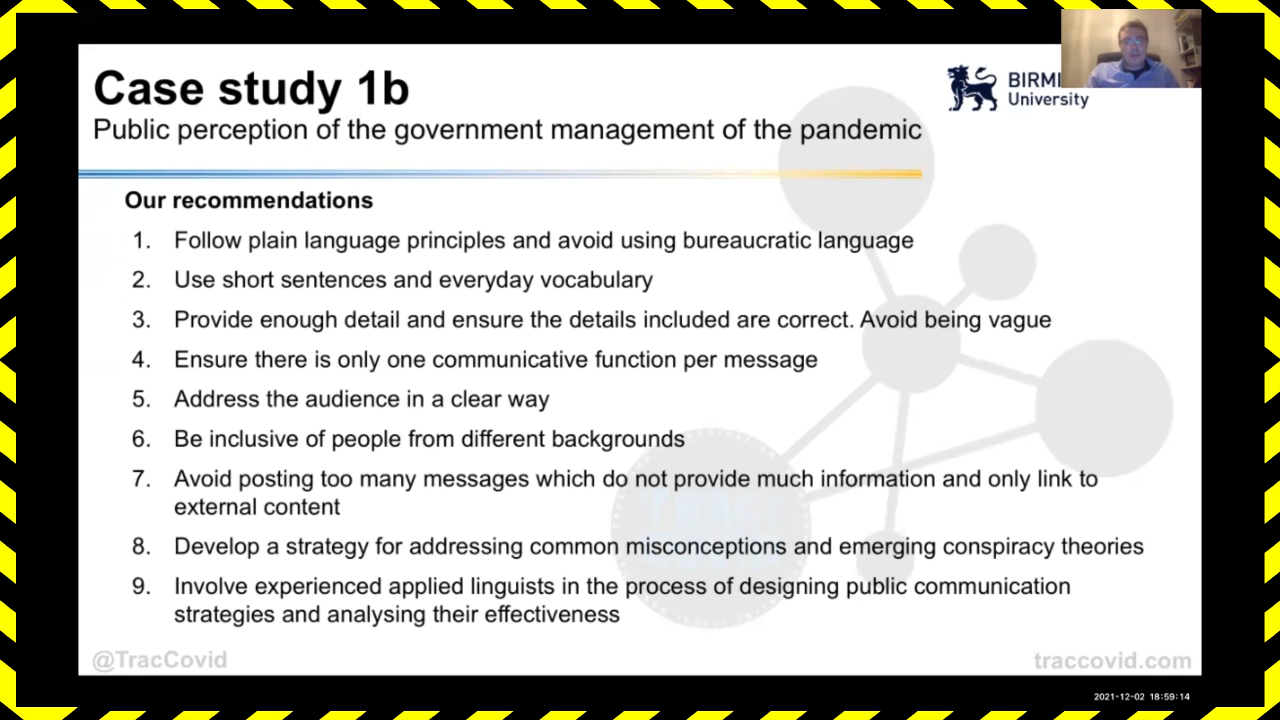 Case study 1b
Public perception of the government management of the pandemic
University
Our recommendations
1. Follow plain language principles and avoid using bureaucratic language
2. Use short sentences and everyday vocabulary
3. Provide enough detail and ensure the details included are correct. Avoid being vague
4. Ensure there is only one communicative function per message
5. Address the audience in a clear way
6. Be inclusive of people from different backgrounds
7. Avoid posting too many messages which do not provide much information and only link to
external content
8. Develop a strategy for addressing common misconceptions and emerging conspiracy theories
9. Involve experienced applied linguists in the process of designing public communication
strategies and analysing their effectiveness
@TracCovid
traccovid.com
2021-12-02 18:59:14